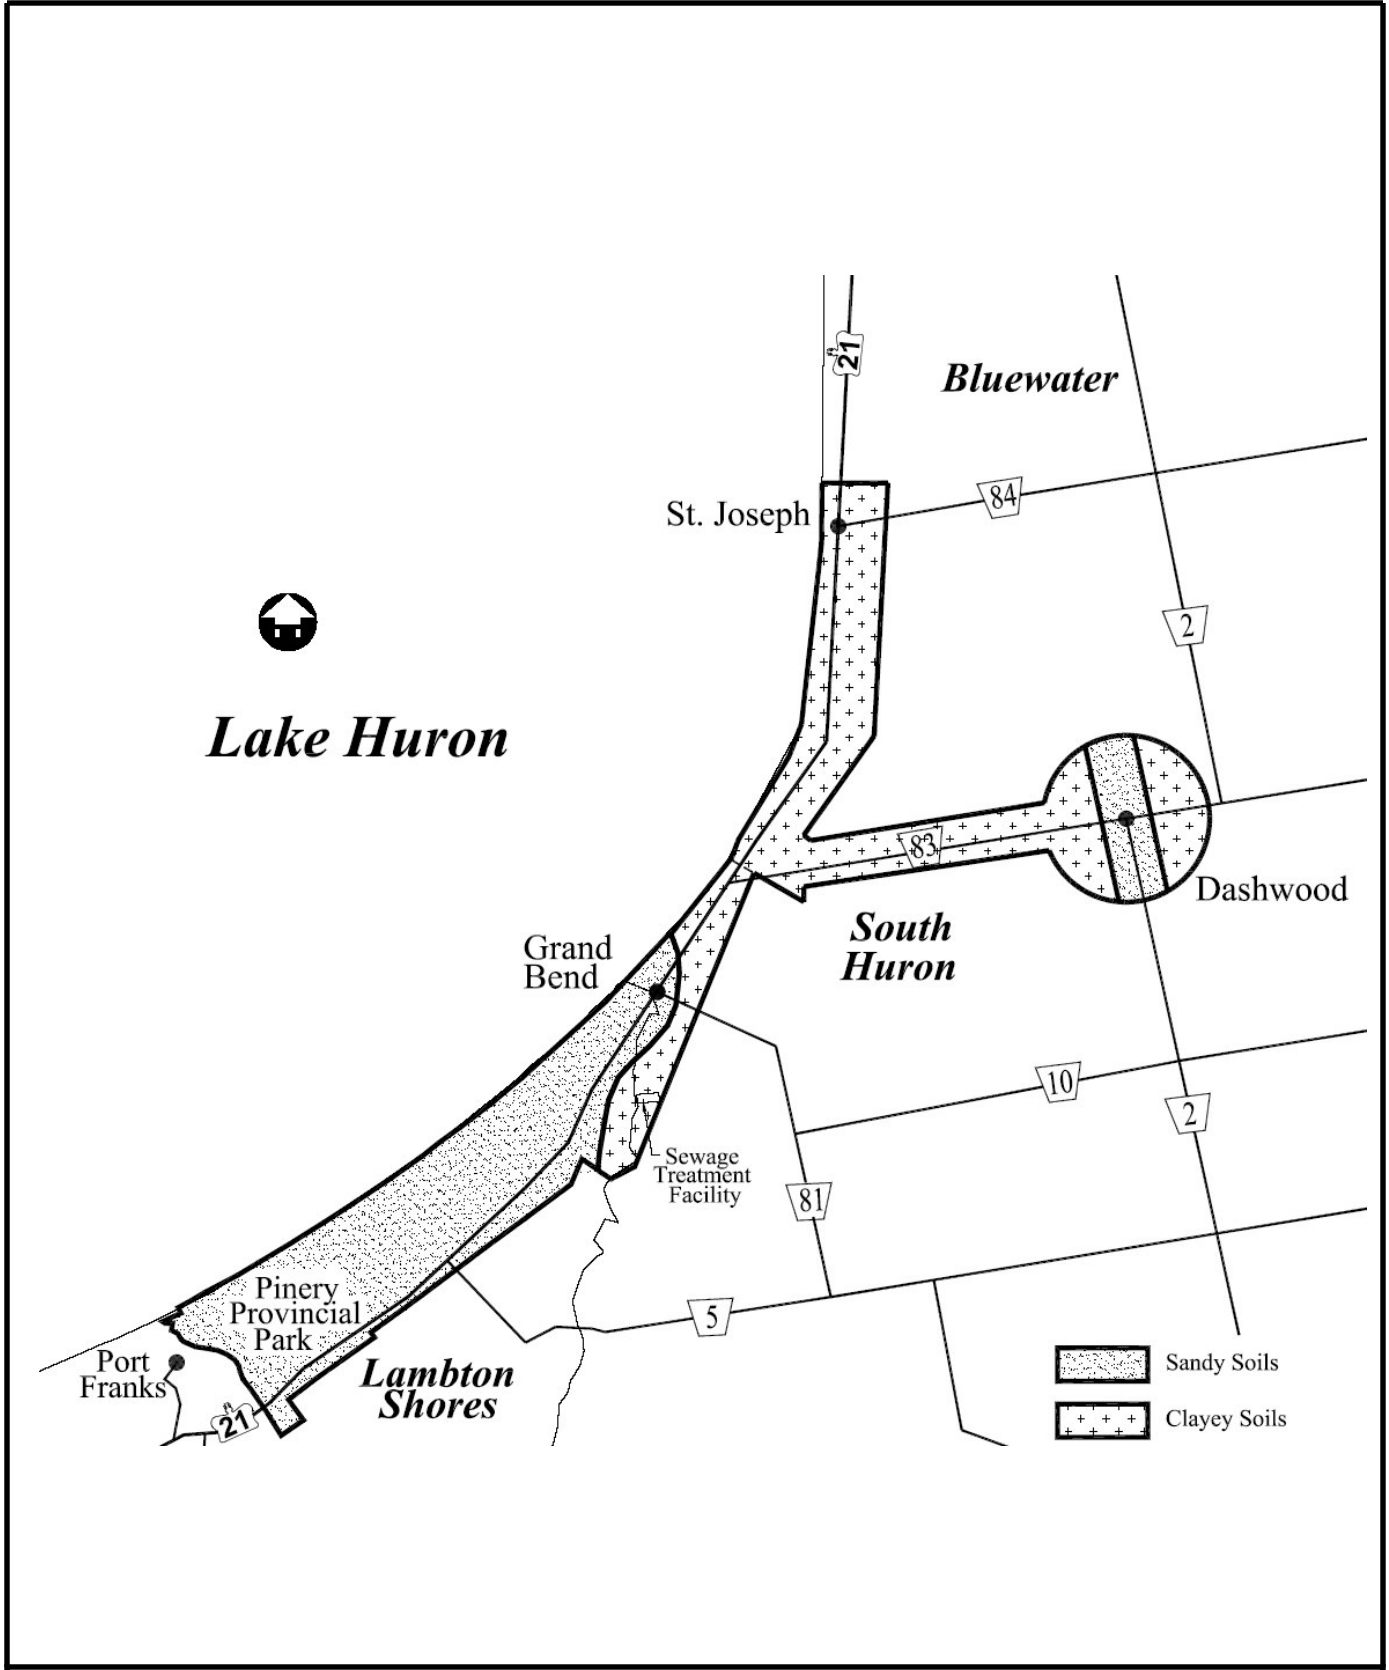 21
Bluewater
84
St. Joseph
2
Lake Huron
83
Dashwood
South
Huron
Grand
Bend
10
2
Sewage
Treatment
Facility
81
Pinery
Provincial
Park
5
Port
Franks
Lambton
Shores
21
Sandy Soils
Clayey Soils